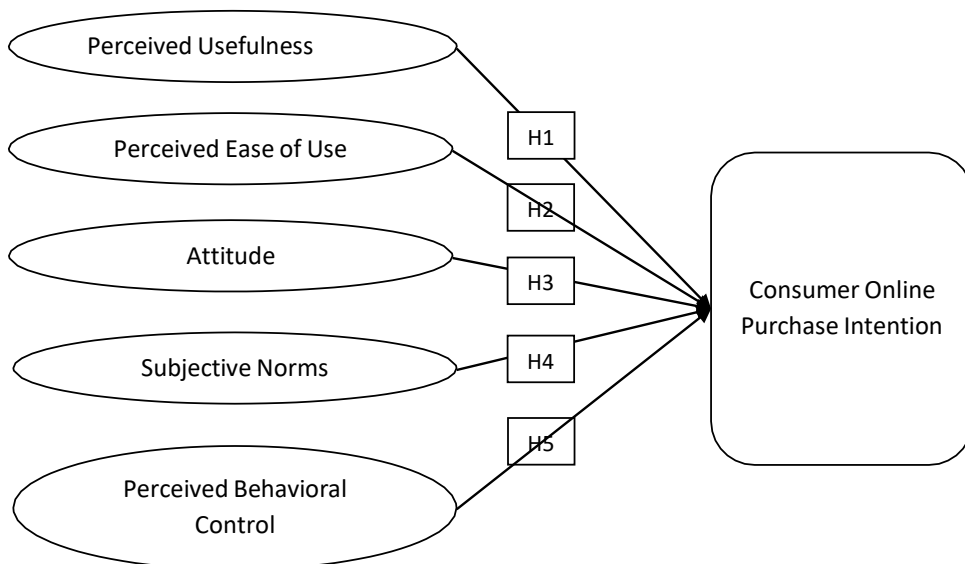 Perceived Usefulness
H1
Perceived Ease of Use
H2
Attitude
H3
Consumer Online
Purchase Intention
Subjective Norms
H4
H5
Perceived Behavioral
Control